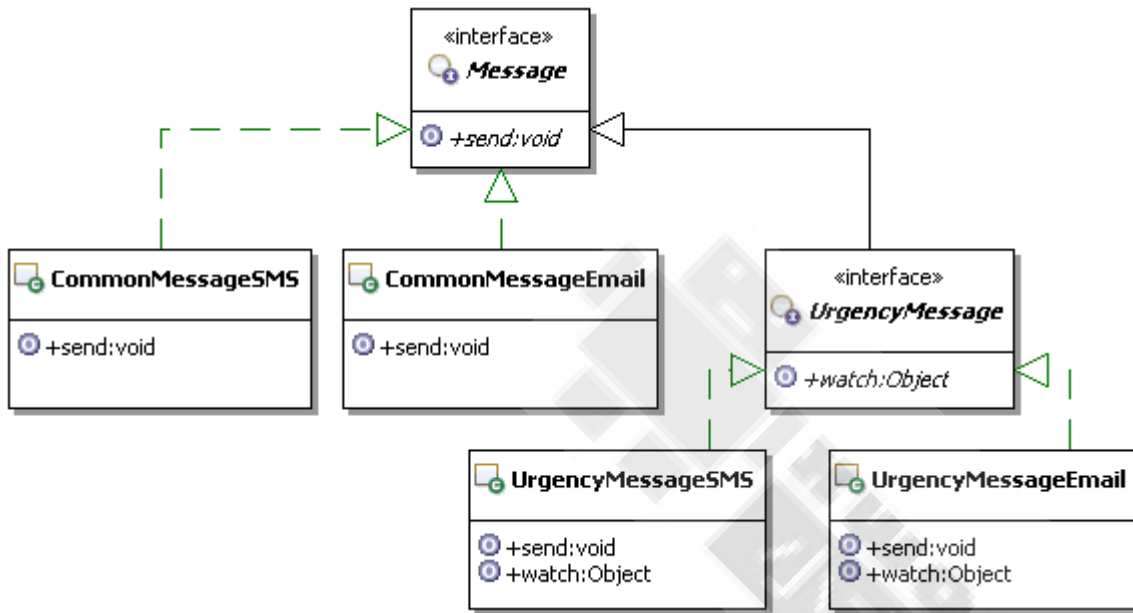 «interface»
Message
+send:void
CommonMessageSMS
+send:void
CommonMessageEmail
+send:void
«interface»
UrgencyMessage
+watch:Object
UrgencyMessageSMS
+send:void
+watch:Object
UrgencyMessageEmail
+send:void
+watch:Object